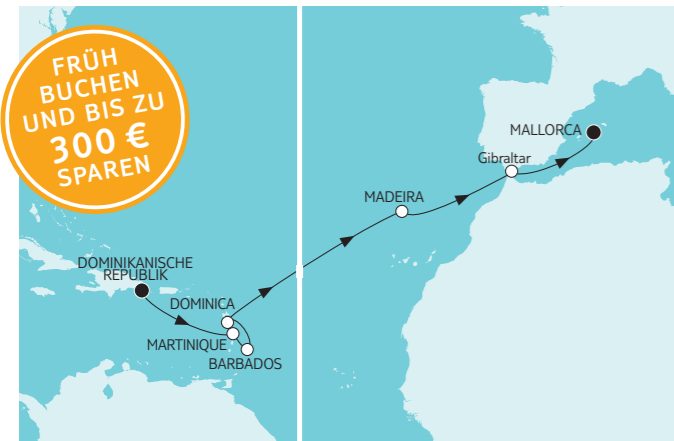 FRÜH
BUCHEN
UND BIS ZU
300 €
SPAREN
MALLORCA
Gibraltar
MADEIRA
DOMINIKANISCHE
REPUBLIK
DOMINICA
MARTINIQUE
BARBADOS